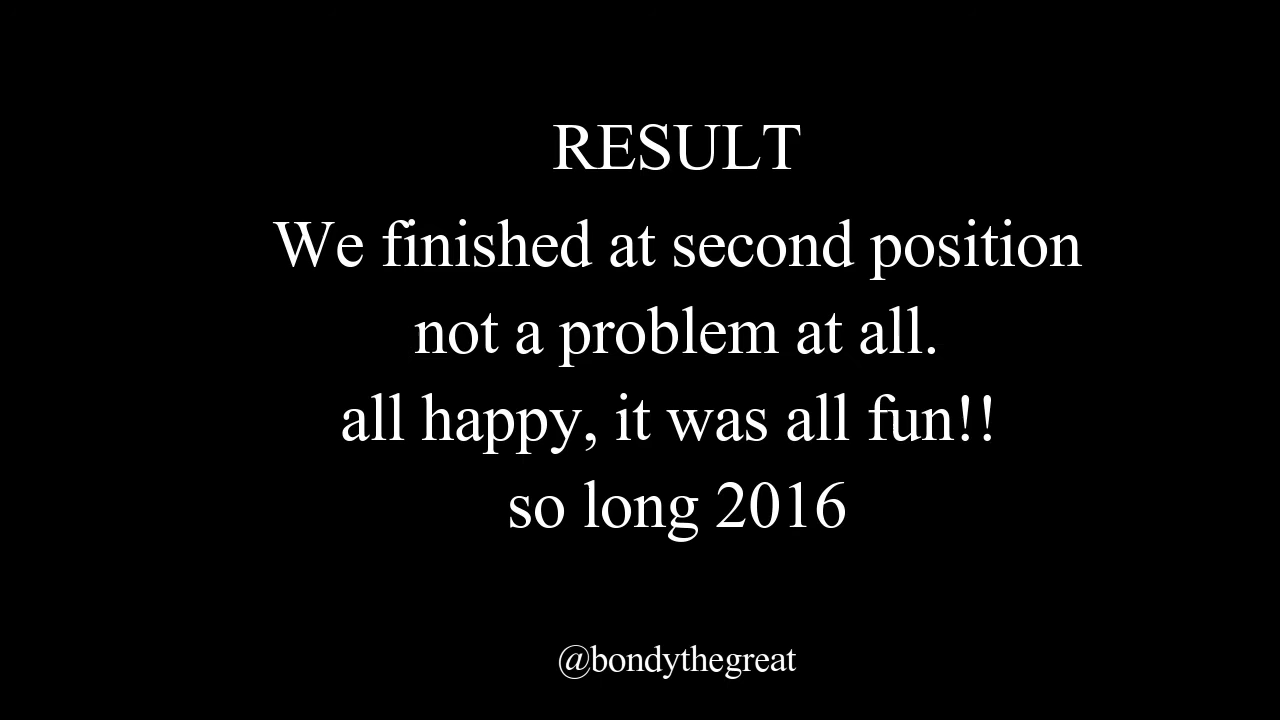 RESULT
We finished at second position
not a problem at all.
all happy, it was all fun!!
so long 2016
@bondythegreat